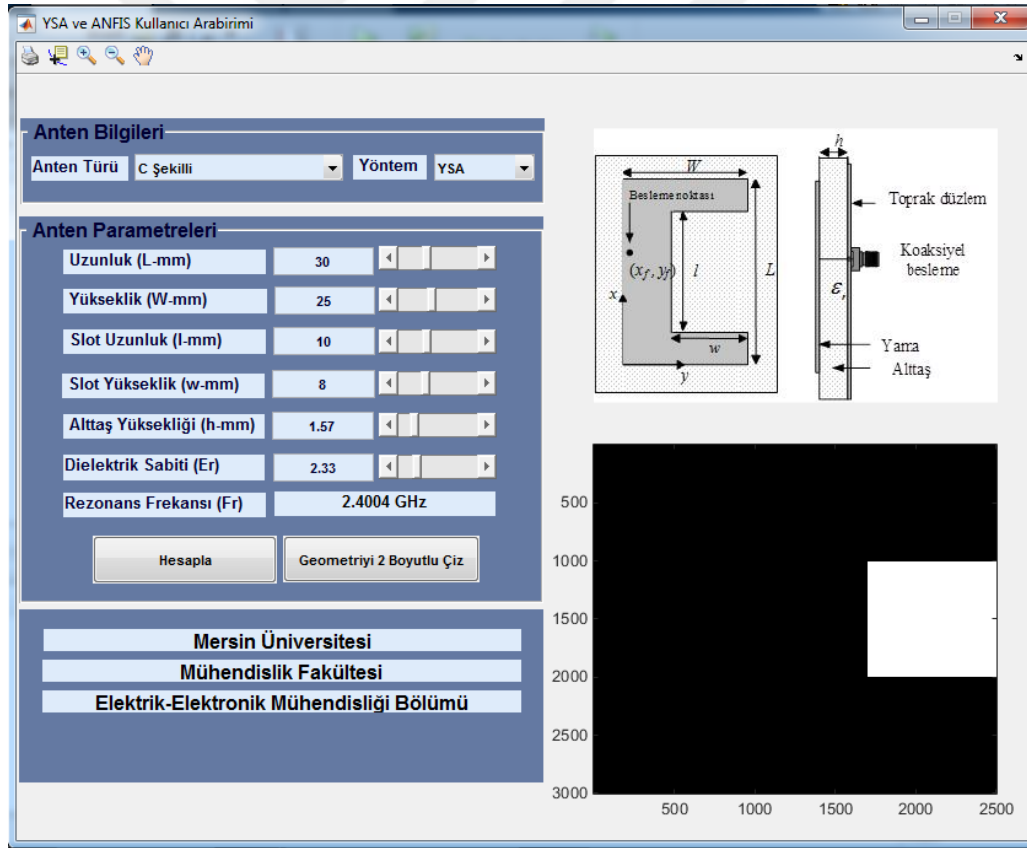 YSA ve ANFIS Kullanıcı Arabirimi
Anten Bilgileri
Anten Türü C Şekilli Yöntem YSA
Anten Parametreleri
Uzunluk (L-mm) 30
Yükseklik (W-mm) 25
Slot Uzunluk (l-mm) 10
Slot Yükseklik (w-mm) 8
Alttaş Yüksekliği (h-mm) 1.57
Dielektrik Sabiti (Er) 2.33
Rezonans Frekansı (Fr) 2.4004 GHz
Hesapla Geometriyi 2 Boyutlu Çiz
Mersin Üniversitesi
Mühendislik Fakültesi
Elektrik-Elektronik Mühendisliği Bölümü
W
Besleme noktası
(x_f, y_f) l L
x
w
y
h
Toprak düzlem
Koaksiyel
besleme
ε_r
Yama
Alttaş
500
1000
1500
2000
2500
3000
500 1000 1500 2000 2500